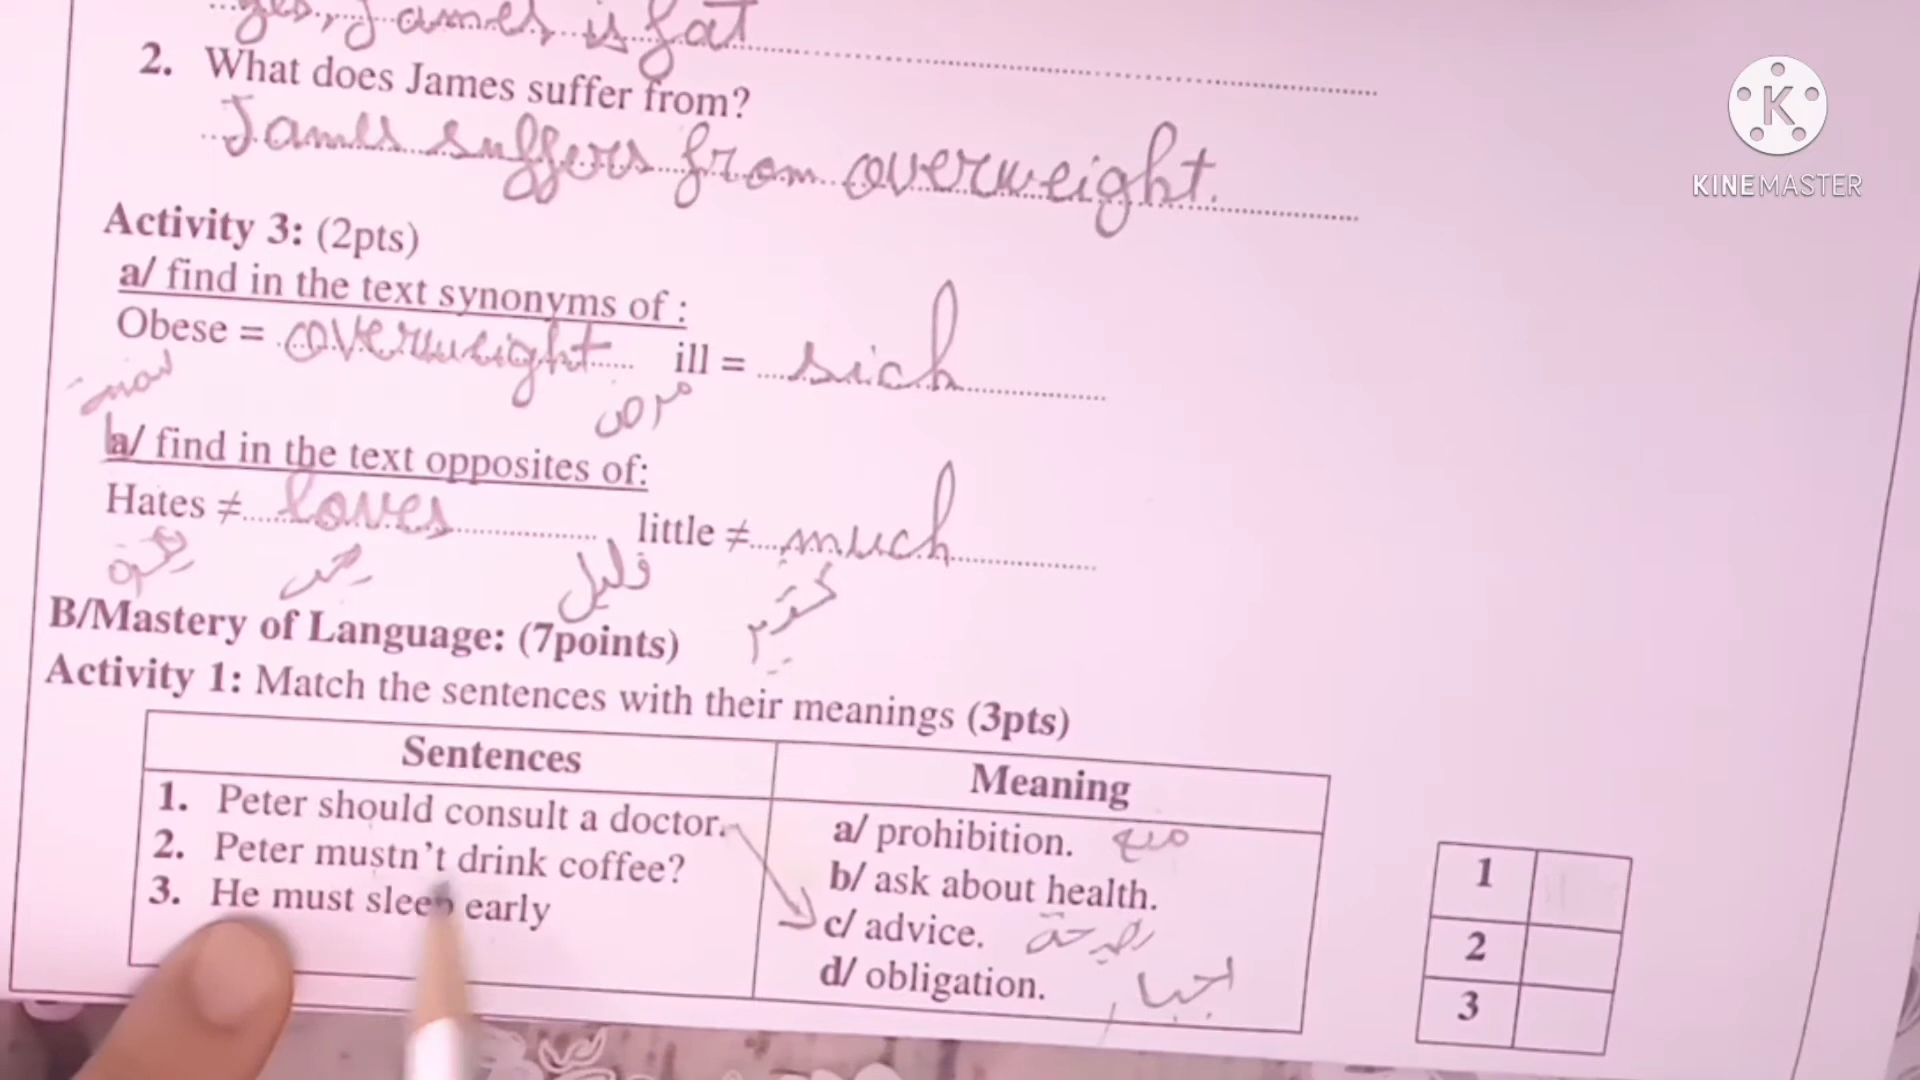 yes, James, is fat
2. What does James suffer from?
James suffers from overweight.
Activity 3: (2pts)
a/ find in the text synonyms of :
Obese = overweight ill = sick
مرض
b/ find in the text opposites of:
Hates ≠ loves little ≠ much
يكره يحب قليل كثير
B/Mastery of Language: (7points)
Activity 1: Match the sentences with their meanings (3pts)
Sentences Meaning
1. Peter should consult a doctor. a/ prohibition. منع
2. Peter mustn't drink coffee? b/ ask about health.
3. He must sleep early c/ advice. نصيحة
d/ obligation.
1
2
3
K
KINEMASTER